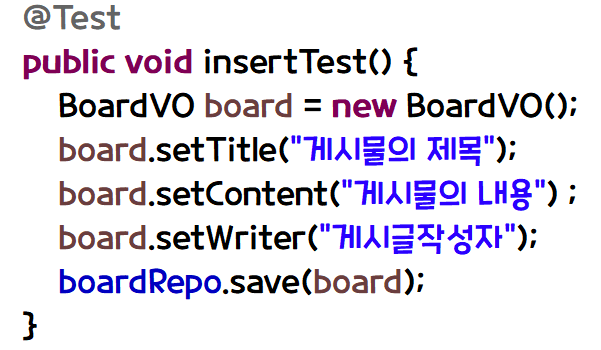 @Test
public void insertTest() {
BoardVO board = new BoardVO();
board.setTitle("게시물의 제목");
board.setContent("게시물의 내용") ;
board.setWriter("게시글작성자");
boardRepo.save(board);
}